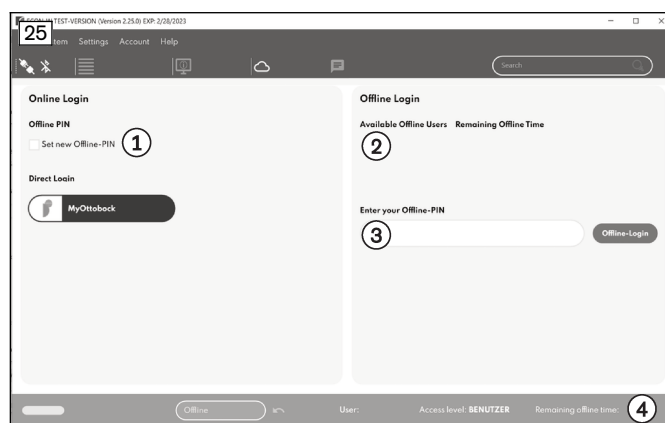 TEST-VERSION (Version 2.25.0) EXP: 2/28/2023
25
Settings Account Help
Search
Online Login
Offline PIN
Set new Offline-PIN
1
Direct Login
MyOttobock
Offline Login
Available Offline Users Remaining Offline Time
2
Enter your Offline-PIN
3
Offline-Login
Offline
User:
Access level: BENUTZER
Remaining offline time:
4